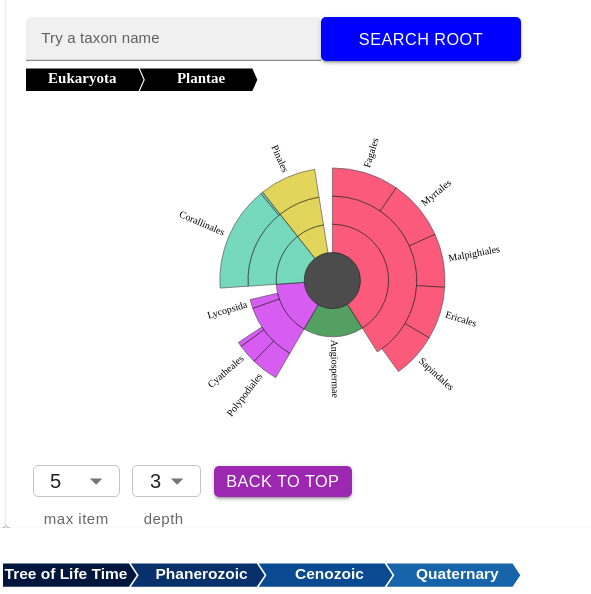 Try a taxon name
SEARCH ROOT
Eukaryota
Plantae
Fagales
Pinales
Myrtales
Corallinales
Malpighiales
Lycopsida
Ericales
Cyatheales
Angiospermae
Sapindales
Polypodiales
5
3
BACK TO TOP
max item
depth
Tree of Life Time
Phanerozoic
Cenozoic
Quaternary